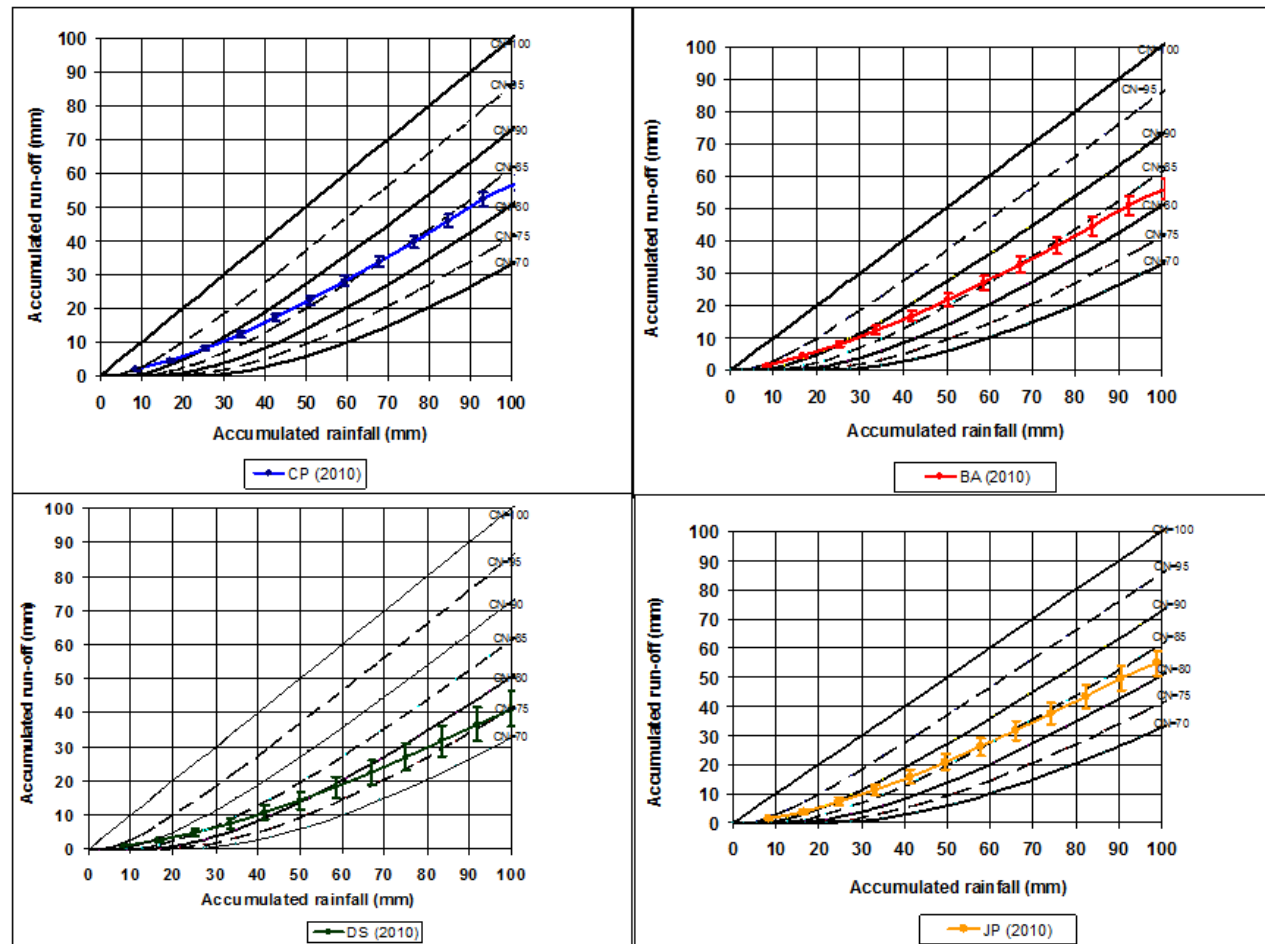 Accumulated run-off (mm)
100
90
80
70
60
50
40
30
20
10
0
CN=100
CN=95
CN=90
CN=85
CN=80
CN=75
CN=70
0 10 20 30 40 50 60 70 80 90 100
Accumulated rainfall (mm)
CP (2010)
Accumulated run-off (mm)
100
90
80
70
60
50
40
30
20
10
0
CN=100
CN=95
CN=90
CN=85
CN=80
CN=75
CN=70
0 10 20 30 40 50 60 70 80 90 100
Accumulated rainfall (mm)
BA (2010)
Accumulated run-off (mm)
100
90
80
70
60
50
40
30
20
10
0
CN=100
CN=95
CN=90
CN=85
CN=80
CN=75
CN=70
0 10 20 30 40 50 60 70 80 90 100
Accumulated rainfall (mm)
DS (2010)
Accumulated run-off (mm)
100
90
80
70
60
50
40
30
20
10
0
CN=100
CN=95
CN=90
CN=85
CN=80
CN=75
CN=70
0 10 20 30 40 50 60 70 80 90 100
Accumulated rainfall (mm)
JP (2010)